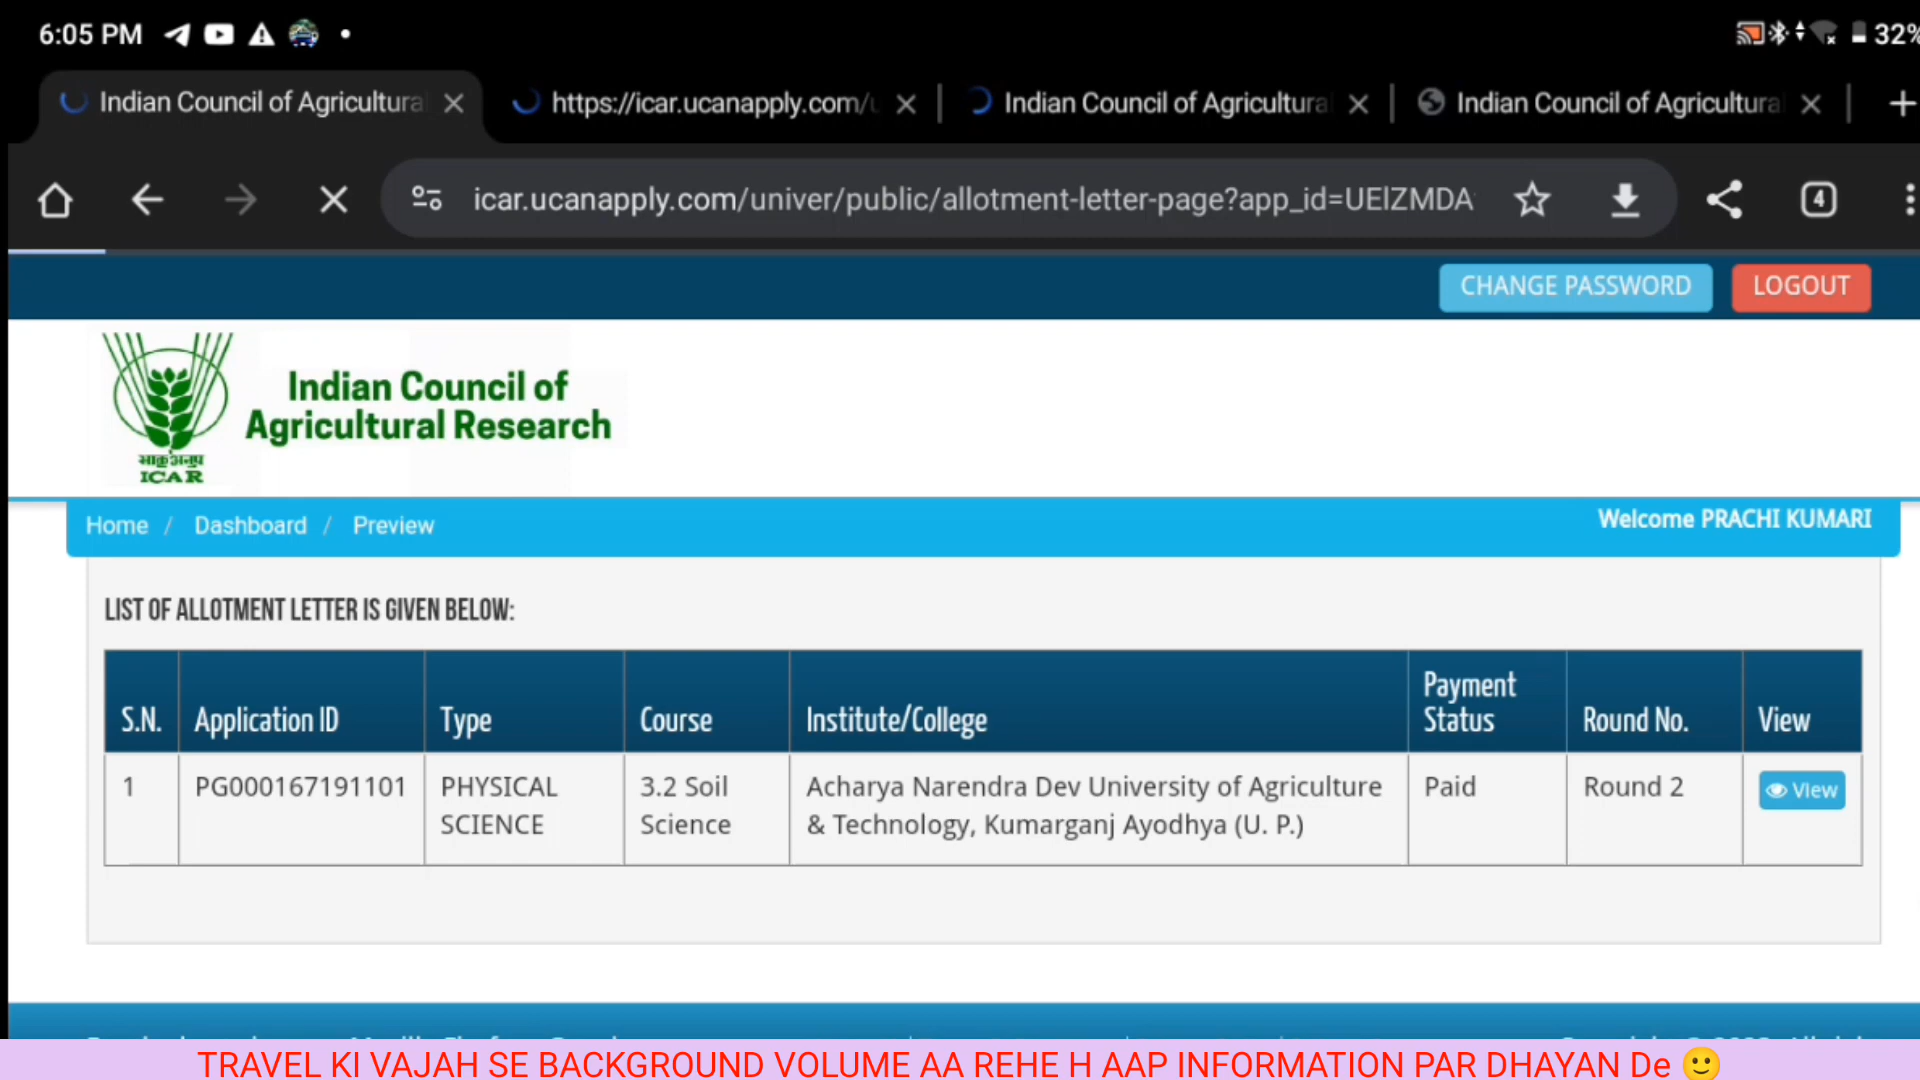 6:05 PM
32%
Indian Council of Agricultura
https://icar.ucanapply.com/u
Indian Council of Agricultura
Indian Council of Agricultura
icar.ucanapply.com/univer/public/allotment-letter-page?app_id=UElZMDA
4
CHANGE PASSWORD
LOGOUT
Indian Council of
Agricultural Research
भाकृअनुप
ICAR
Home / Dashboard / Preview
Welcome PRACHI KUMARI
LIST OF ALLOTMENT LETTER IS GIVEN BELOW:
S.N. Application ID Type Course Institute/College Payment Status Round No. View
1 PG000167191101 PHYSICAL SCIENCE 3.2 Soil Science Acharya Narendra Dev University of Agriculture & Technology, Kumarganj Ayodhya (U. P.) Paid Round 2 View
TRAVEL KI VAJAH SE BACKGROUND VOLUME AA REHE H AAP INFORMATION PAR DHAYAN De 🙂